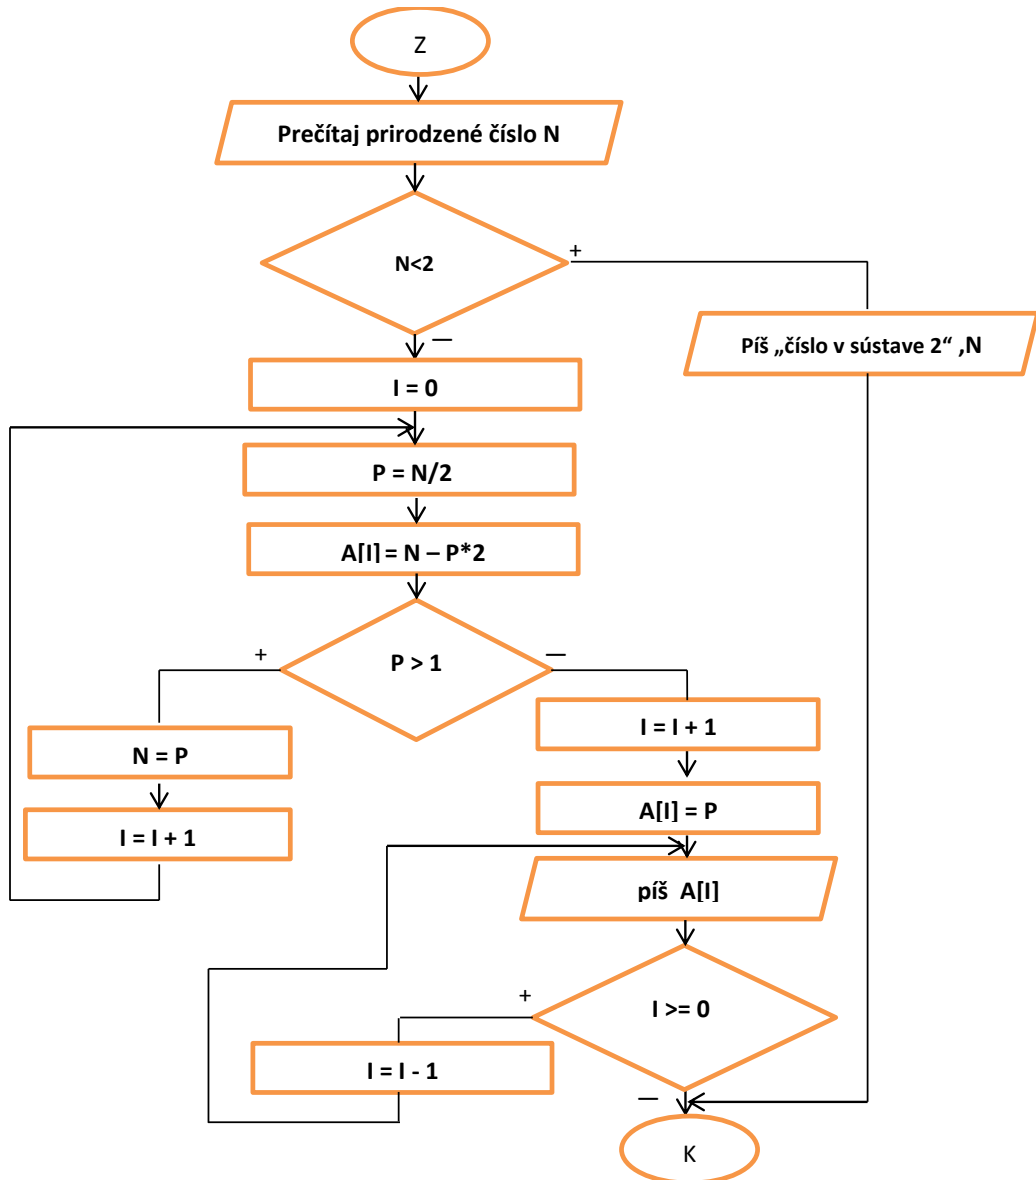 Z
Prečítaj prirodzené číslo N
N<2
+
—
Píš „číslo v sústave 2“ ,N
I = 0
P = N/2
A[I] = N – P*2
P > 1
+
—
N = P
I = I + 1
I = I + 1
A[I] = P
píš A[I]
I >= 0
+
—
I = I - 1
K